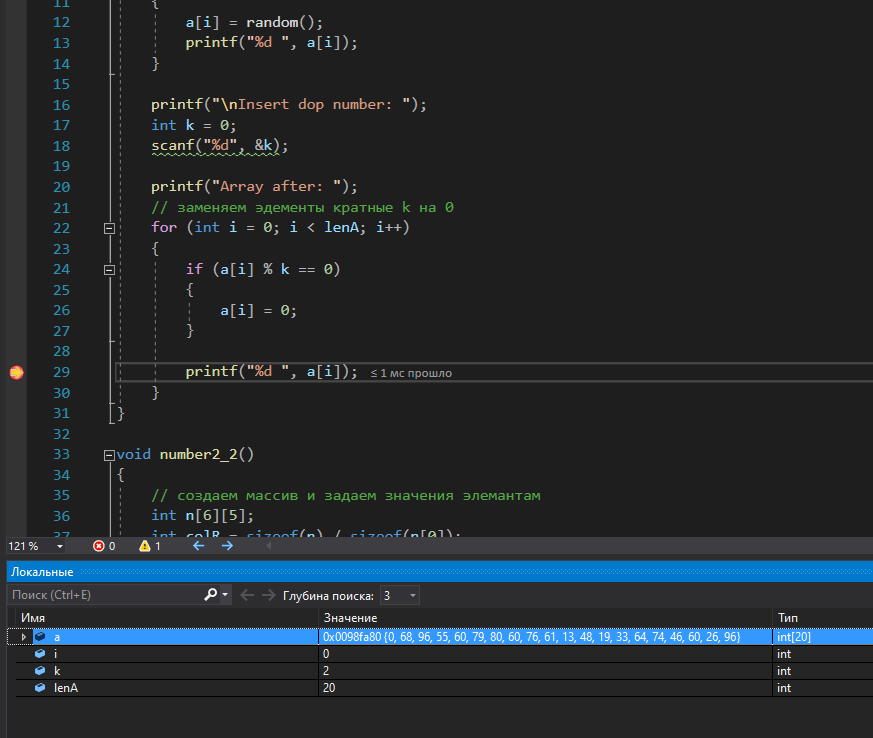 11 {
12 a[i] = random();
13 printf("%d ", a[i]);
14 }
15
16 printf("\nInsert dop number: ");
17 int k = 0;
18 scanf("%d", &k);
19
20 printf("Array after: ");
21 // заменяем эдементы кратные k на 0
22 for (int i = 0; i < lenA; i++)
23 {
24 if (a[i] % k == 0)
25 {
26 a[i] = 0;
27 }
28
29 printf("%d ", a[i]); ≤ 1 мс прошло
30 }
31 }
32
33 void number2_2()
34 {
35 // создаем массив и задаем значения элемантам
36 int n[6][5];
37 int colR = sizeof(n) / sizeof(n[0]);
121 % 0 1
Локальные
Поиск (Ctrl+E) Глубина поиска: 3
Имя Значение Тип
a 0x0098fa80 {0, 68, 96, 55, 60, 79, 80, 60, 76, 61, 13, 48, 19, 33, 64, 74, 46, 60, 26, 96} int[20]
i 0 int
k 2 int
lenA 20 int